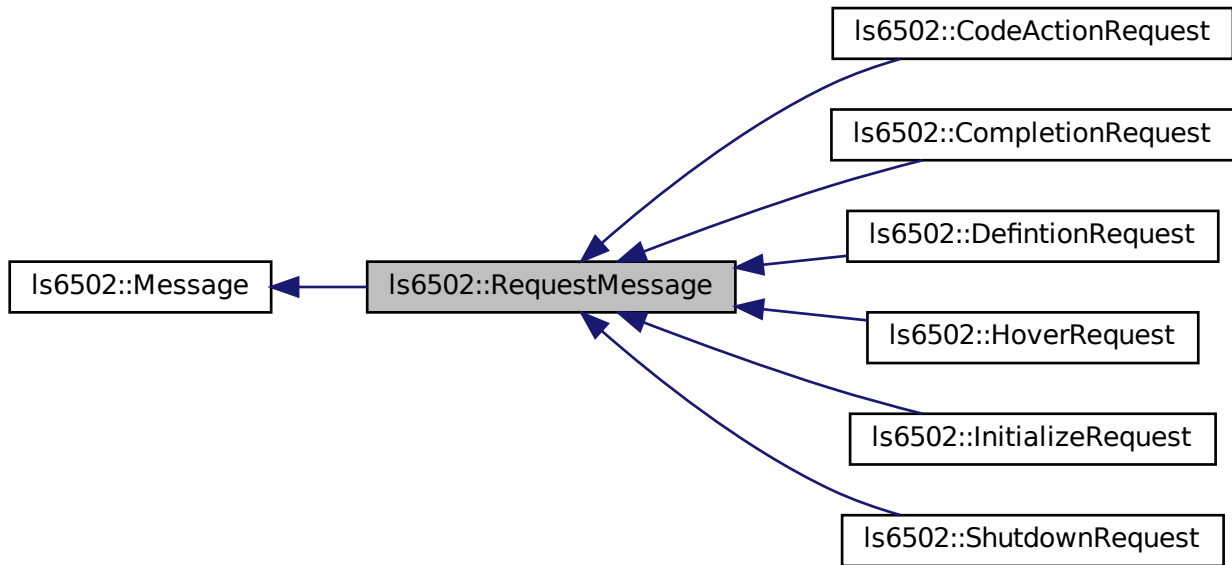 ls6502::CodeActionRequest
ls6502::CompletionRequest
ls6502::DefintionRequest
ls6502::Message
ls6502::RequestMessage
ls6502::HoverRequest
ls6502::InitializeRequest
ls6502::ShutdownRequest